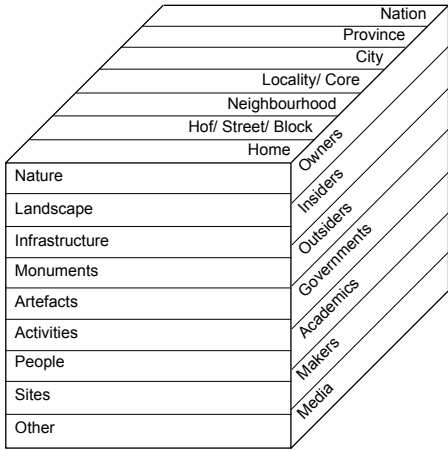 Nation
Province
City
Locality/ Core
Neighbourhood
Hof/ Street/ Block
Home
Owners
Insiders
Outsiders
Governments
Academics
Makers
Media
Nature
Landscape
Infrastructure
Monuments
Artefacts
Activities
People
Sites
Other